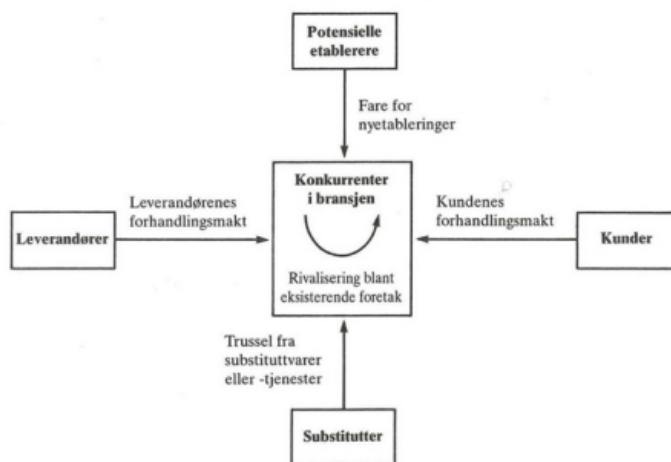 Potensielle
etablerere
Fare for
nyetableringer
Konkurrenter
i bransjen
Leverandørenes
forhandlingsmakt
Kundenes
forhandlingsmakt
Leverandører
Kunder
Rivalisering blant
eksisterende foretak
Trussel fra
substituttvarer
eller -tjenester
Substitutter